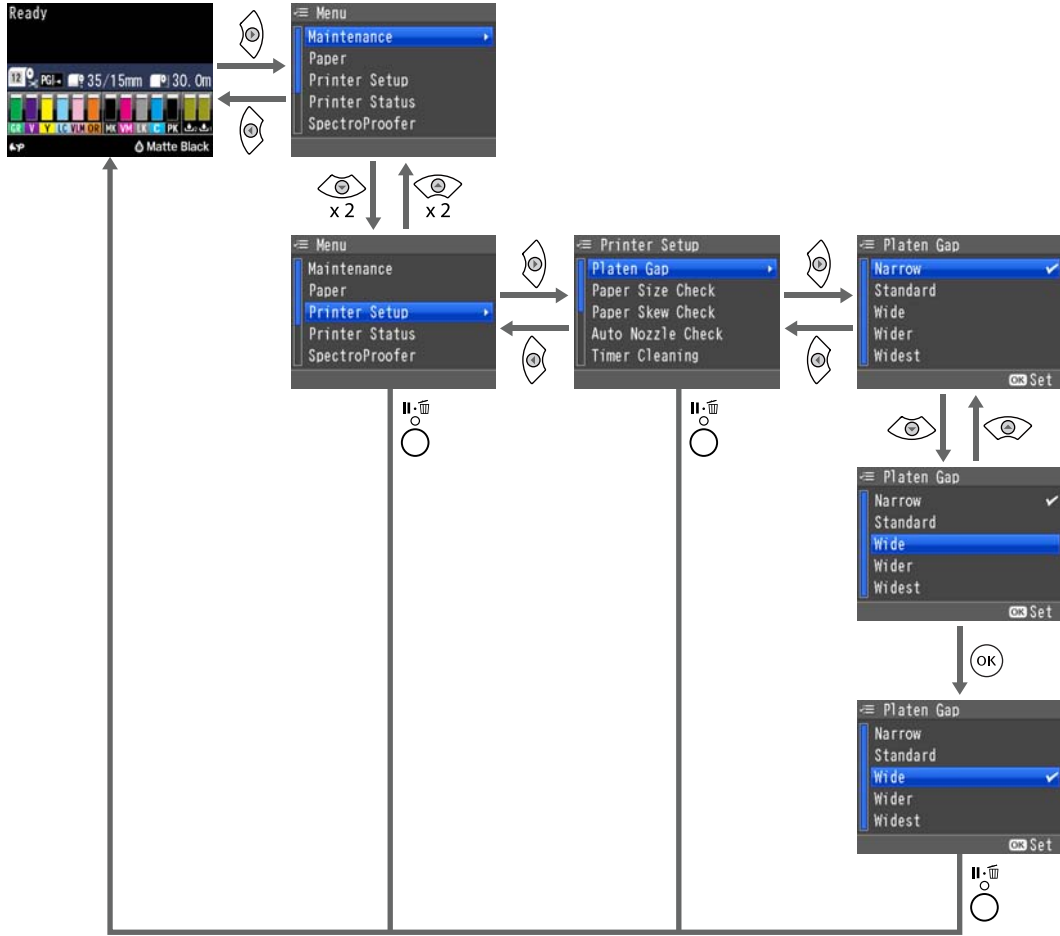 Ready
12 PGI 35/15mm 30.0m
GR V Y LC VLM OR MK VM LK C PK
Matte Black
Menu
Maintenance
Paper
Printer Setup
Printer Status
SpectroProofer
x 2
x 2
Menu
Maintenance
Paper
Printer Setup
Printer Status
SpectroProofer
Printer Setup
Platen Gap
Paper Size Check
Paper Skew Check
Auto Nozzle Check
Timer Cleaning
Platen Gap
Narrow
Standard
Wide
Wider
Widest
OK Set
Platen Gap
Narrow
Standard
Wide
Wider
Widest
OK Set
OK
Platen Gap
Narrow
Standard
Wide
Wider
Widest
OK Set